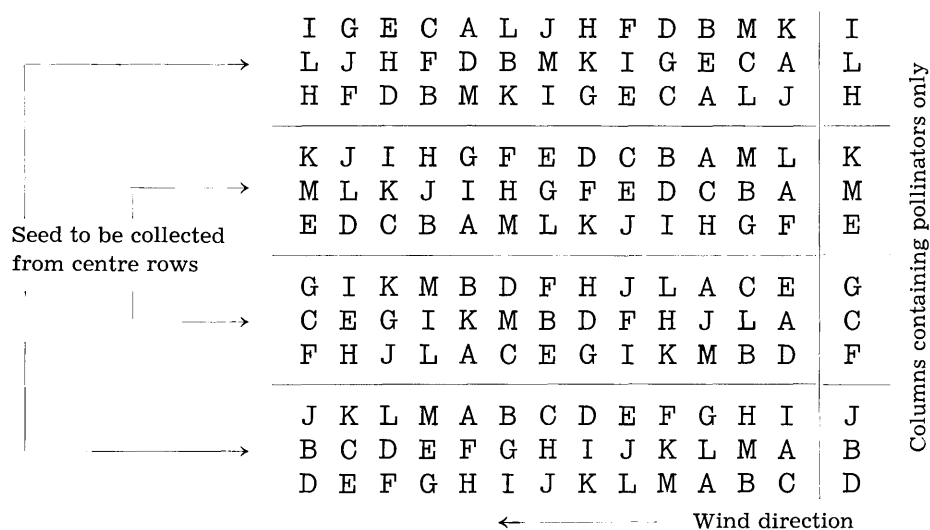 I G E C A L J H F D B M K I
L J H F D B M K I G E C A L
H F D B M K I G E C A L J H
K J I H G F E D C B A M L K
M L K J I H G F E D C B A M
E D C B A M L K J I H G F E
Seed to be collected
from centre rows
G I K M B D F H J L A C E G
C E G I K M B D F H J L A C
F H J L A C E G I K M B D F
J K L M A B C D E F G H I J
B C D E F G H I J K L M A B
D E F G H I J K L M A B C D
Wind direction
Columns containing pollinators only